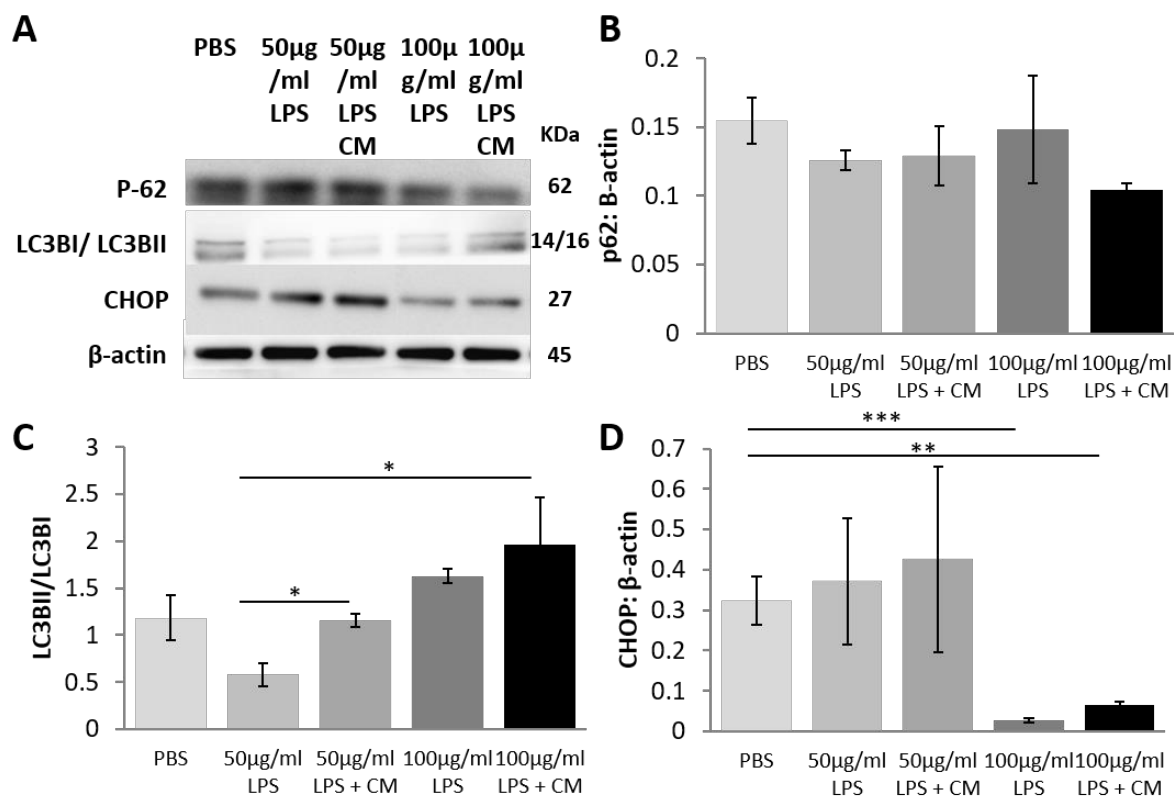 A
PBS
50µg
/ml
LPS
50µg
/ml
LPS
CM
100µ
g/ml
LPS
100µ
g/ml
LPS
CM
KDa
P-62
62
LC3BI/ LC3BII
14/16
CHOP
27
β-actin
45
B
p62: B-actin
0.2
0.15
0.1
0.05
0
PBS
50µg/ml
LPS
50µg/ml
LPS + CM
100µg/ml
LPS
100µg/ml
LPS + CM
C
LC3BII/LC3BI
3
2.5
2
1.5
1
0.5
0
*
*
PBS
50µg/ml
LPS
50µg/ml
LPS + CM
100µg/ml
LPS
100µg/ml
LPS + CM
D
CHOP: β-actin
0.7
0.6
0.5
0.4
0.3
0.2
0.1
0
***
**
PBS
50µg/ml
LPS
50µg/ml
LPS + CM
100µg/ml
LPS
100µg/ml
LPS + CM